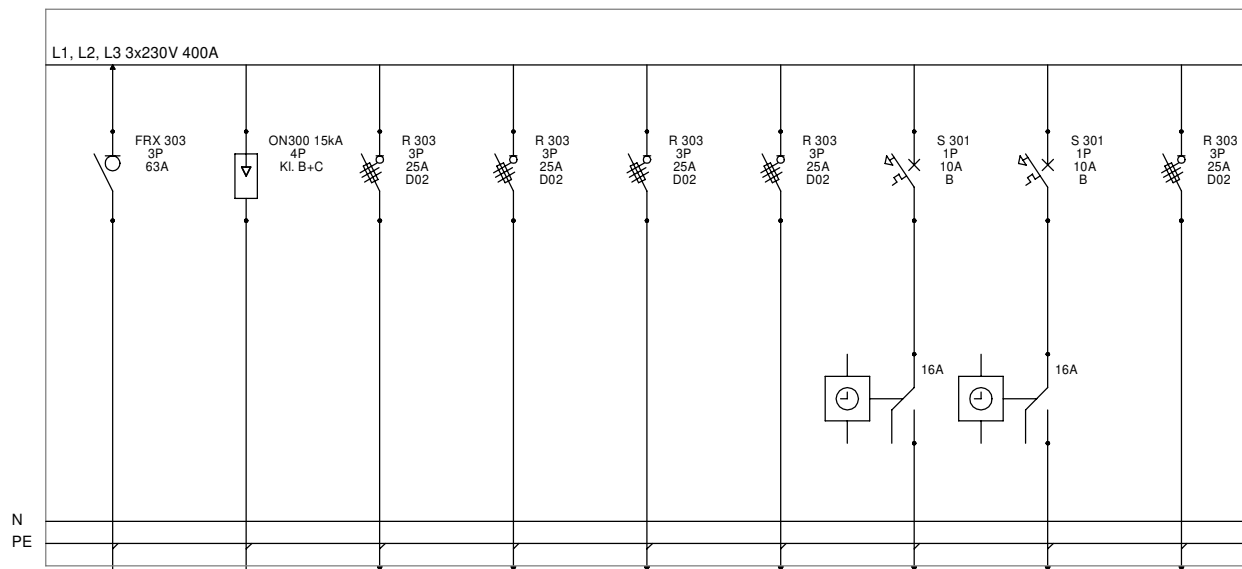 L1, L2, L3 3x230V 400A
FRX 303
3P
63A
ON300 15kA
4P
Kl. B+C
R 303
3P
25A
D02
R 303
3P
25A
D02
R 303
3P
25A
D02
R 303
3P
25A
D02
S 301
1P
10A
B
S 301
1P
10A
B
R 303
3P
25A
D02
16A
16A
N
PE